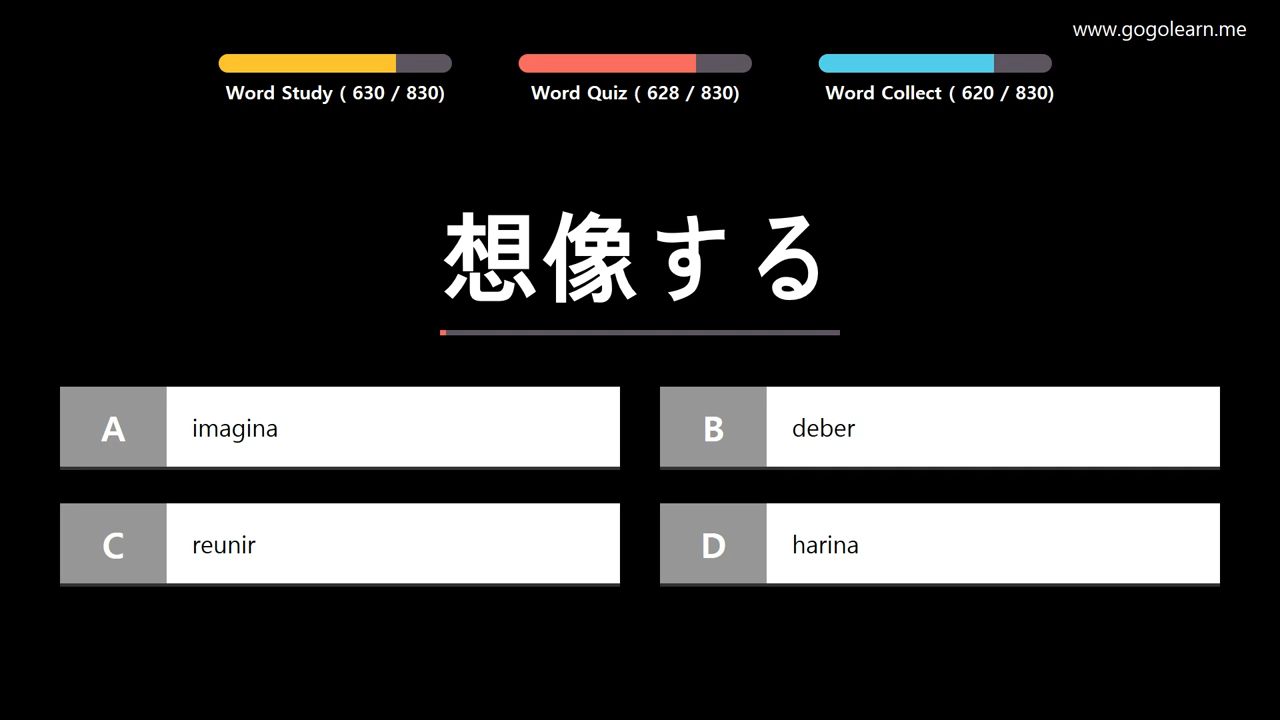 www.gogolearn.me
Word Study ( 630 / 830)
Word Quiz ( 628 / 830)
Word Collect ( 620 / 830)
想像する
A imagina
B deber
C reunir
D harina